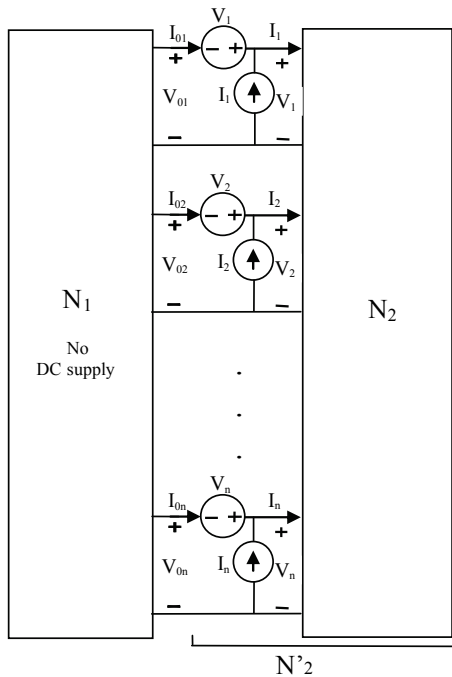 V₁
I₀₁ − + I₁
+ +
V₀₁ I₁ V₁
− −
V₂
I₀₂ − + I₂
+ +
V₀₂ I₂ V₂
− −
N₁ N₂
No
DC supply
Vₙ
I₀ₙ − + Iₙ
+ +
V₀ₙ Iₙ Vₙ
− −
N’₂